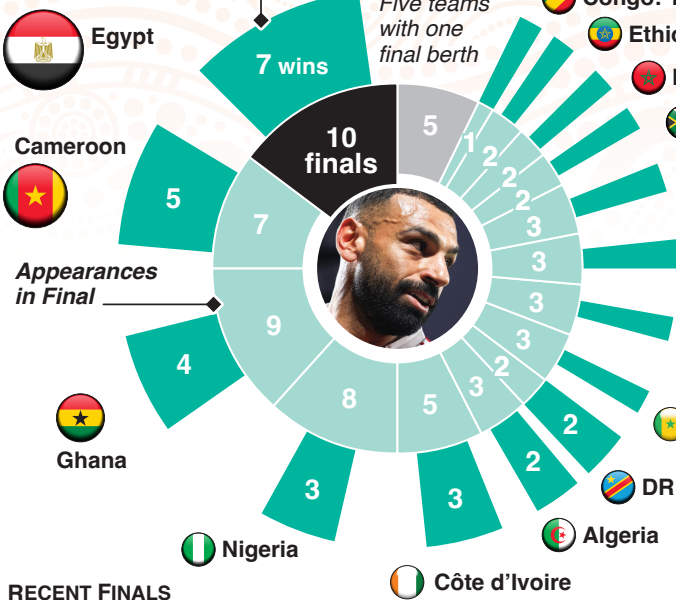 Egypt
7 wins
Five teams
with one
final berth
10
finals
5
1
2
2
2
3
3
3
3
2
3
5
8
9
7
Cameroon
5
Appearances
in Final
4
Ghana
3
Nigeria
3
Côte d'Ivoire
2
Algeria
2
DR
RECENT FINALS